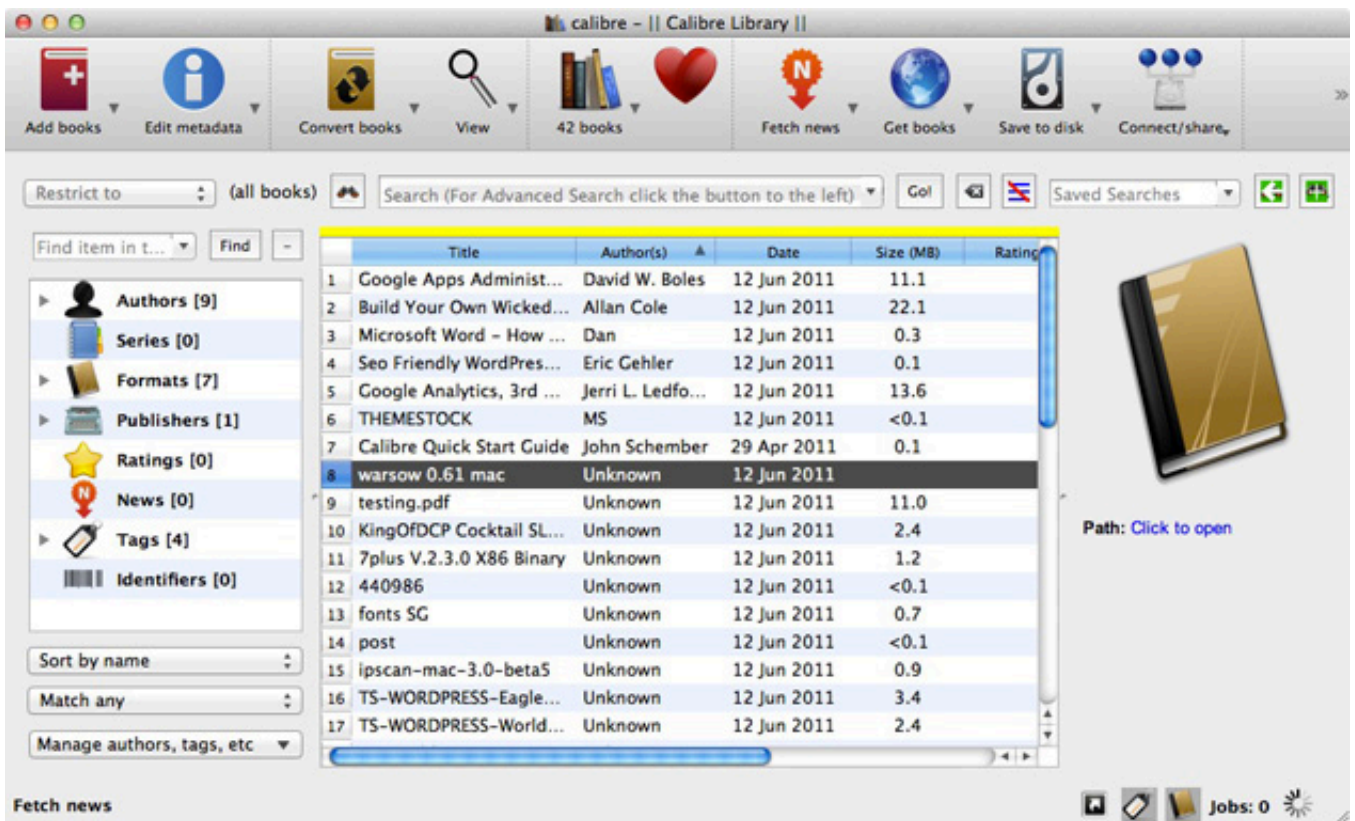 calibre - || Calibre Library ||
Add books Edit metadata Convert books View 42 books Fetch news Get books Save to disk Connect/share
Restrict to (all books) Search (For Advanced Search click the button to the left) Go! Saved Searches
Find item in t... Find -
Authors [9]
Series [0]
Formats [7]
Publishers [1]
Ratings [0]
News [0]
Tags [4]
Identifiers [0]
Sort by name
Match any
Manage authors, tags, etc
Title Author(s) Date Size (MB) Rating
1 Google Apps Administ... David W. Boles 12 Jun 2011 11.1
2 Build Your Own Wicked... Allan Cole 12 Jun 2011 22.1
3 Microsoft Word - How ... Dan 12 Jun 2011 0.3
4 Seo Friendly WordPres... Eric Gehler 12 Jun 2011 0.1
5 Google Analytics, 3rd ... Jerri L. Ledfo... 12 Jun 2011 13.6
6 THEMESTOCK MS 12 Jun 2011 <0.1
7 Calibre Quick Start Guide John Schember 29 Apr 2011 0.1
8 warsow 0.61 mac Unknown 12 Jun 2011
9 testing.pdf Unknown 12 Jun 2011 11.0
10 KingOfDCP Cocktail SL... Unknown 12 Jun 2011 2.4
11 7plus V.2.3.0 X86 Binary Unknown 12 Jun 2011 1.2
12 440986 Unknown 12 Jun 2011 <0.1
13 fonts SG Unknown 12 Jun 2011 0.7
14 post Unknown 12 Jun 2011 <0.1
15 ipscan-mac-3.0-beta5 Unknown 12 Jun 2011 0.9
16 TS-WORDPRESS-Eagle... Unknown 12 Jun 2011 3.4
17 TS-WORDPRESS-World... Unknown 12 Jun 2011 2.4
Path: Click to open
Fetch news Jobs: 0